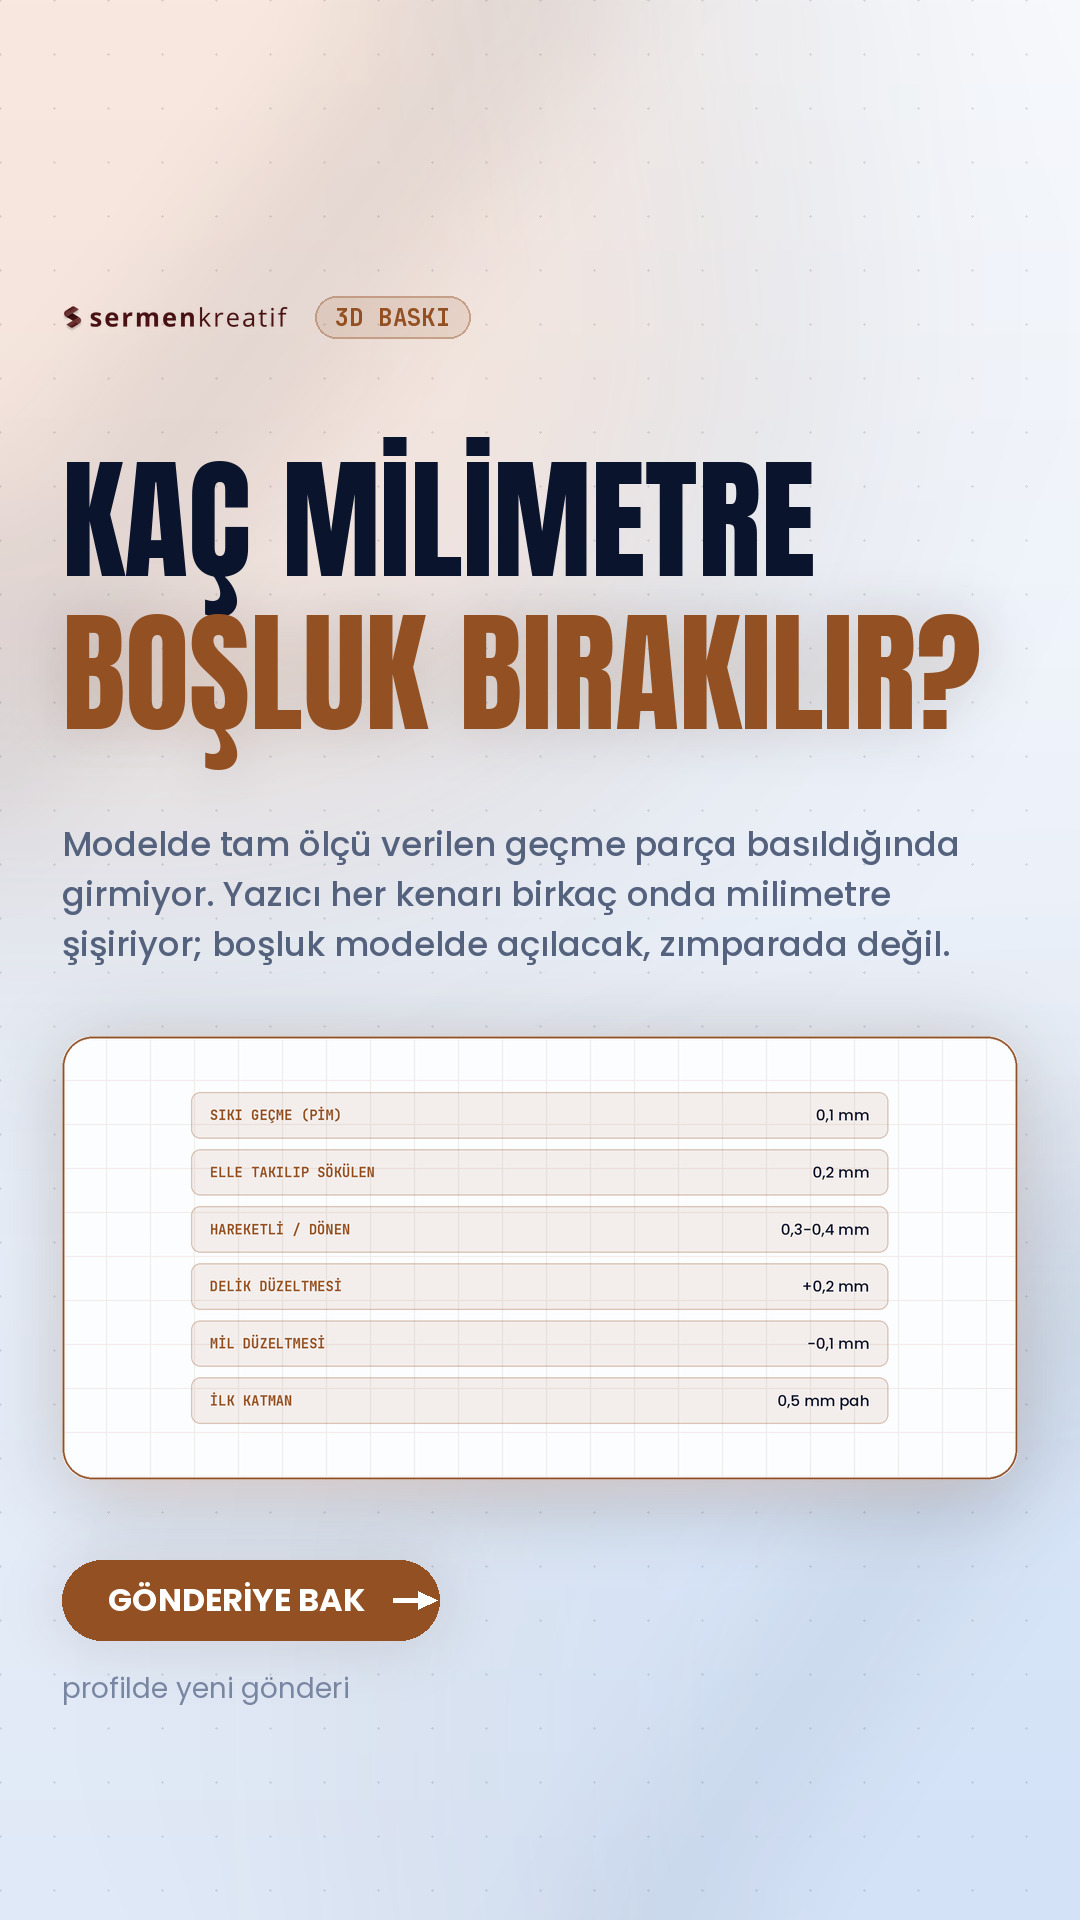 sermenkreatif 3D BASKI
KAÇ MİLİMETRE
BOŞLUK BIRAKILIR?
Modelde tam ölçü verilen geçme parça basıldığında
girmiyor. Yazıcı her kenarı birkaç onda milimetre
şişiriyor; boşluk modelde açılacak, zımparada değil.
SIKI GEÇME (PİM) 0,1 mm
ELLE TAKILIP SÖKÜLEN 0,2 mm
HAREKETLİ / DÖNEN 0,3-0,4 mm
DELİK DÜZELTMESİ +0,2 mm
MİL DÜZELTMESİ -0,1 mm
İLK KATMAN 0,5 mm pah
GÖNDERİYE BAK
profilde yeni gönderi